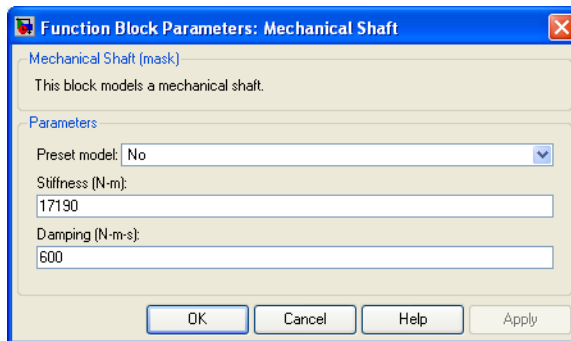 Function Block Parameters: Mechanical Shaft
Mechanical Shaft (mask)
This block models a mechanical shaft.
Parameters
Preset model: No
Stiffness (N-m):
17190
Damping (N-m-s):
600
OK Cancel Help Apply